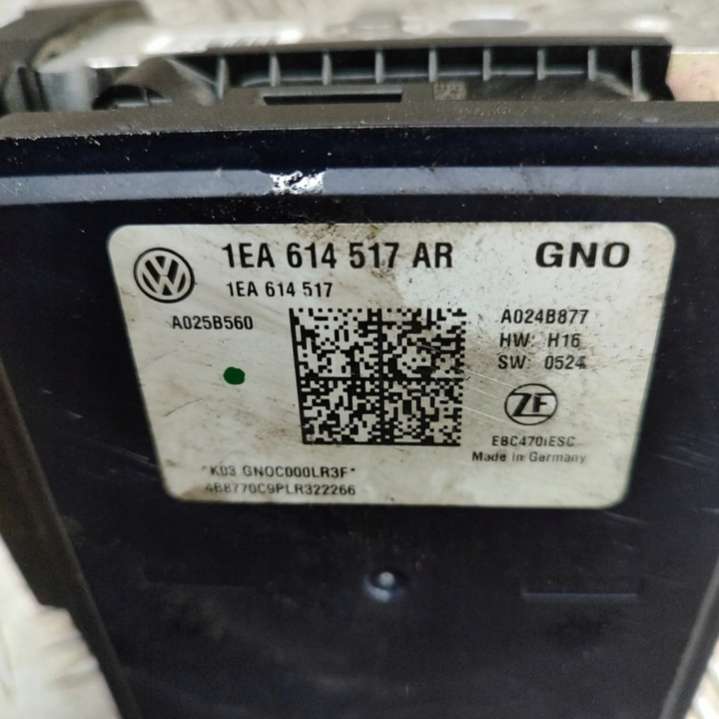 1EA 614 517 AR GNO
1EA 614 517
A025B560
A024B877
HW: H16
SW: 0524
ZF
EBC470iESC
Made in Germany
*K03 GNOC000LR3F*
4B8770C9PLR322266